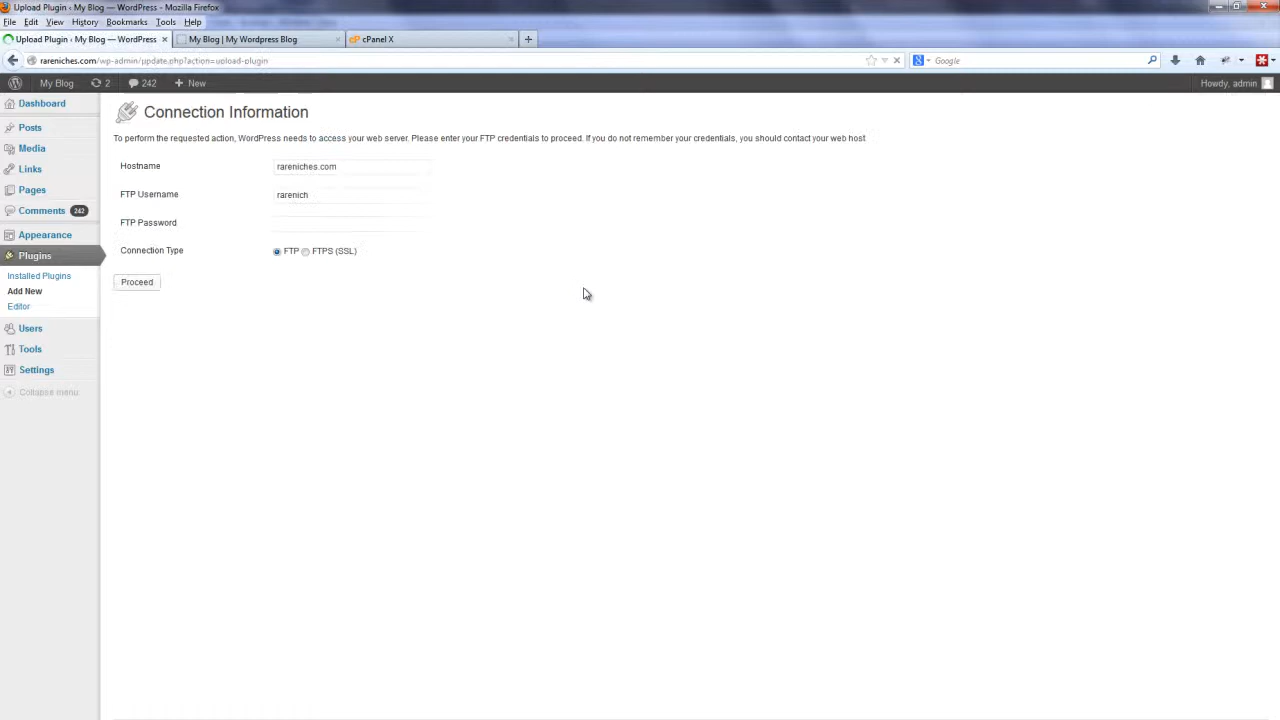 Upload Plugin ‹ My Blog — WordPress - Mozilla Firefox
File Edit View History Bookmarks Tools Help
Upload Plugin ‹ My Blog — WordPress × My Blog | My Wordpress Blog × cP cPanel X × +
rareniches.com/wp-admin/update.php?action=upload-plugin
Google
My Blog 2 242 + New Howdy, admin
Dashboard
Posts
Media
Links
Pages
Comments 242
Appearance
Plugins
Installed Plugins
Add New
Editor
Users
Tools
Settings
Collapse menu
Connection Information
To perform the requested action, WordPress needs to access your web server. Please enter your FTP credentials to proceed. If you do not remember your credentials, you should contact your web host
Hostname rareniches.com
FTP Username rarenich
FTP Password
Connection Type FTP FTPS (SSL)
Proceed